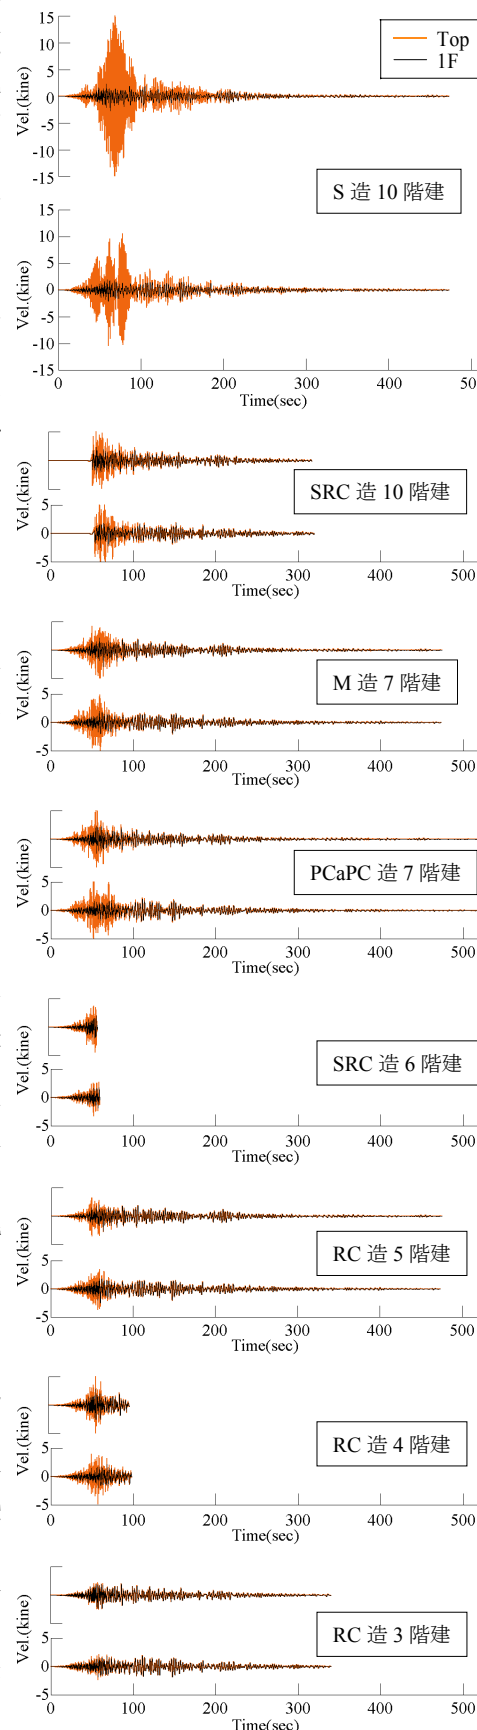 Top
1F
15
10
5
0
-5
-10
-15
Vel.(kine)
S 造 10 階建
15
10
5
0
-5
-10
-15
Vel.(kine)
0 100 200 300 400 50
Time(sec)
SRC 造 10 階建
5
0
-5
Vel.(kine)
0 100 200 300 400 500
Time(sec)
M 造 7 階建
5
0
-5
Vel.(kine)
0 100 200 300 400 500
Time(sec)
PCaPC 造 7 階建
5
0
-5
Vel.(kine)
0 100 200 300 400 500
Time(sec)
SRC 造 6 階建
5
0
-5
Vel.(kine)
0 100 200 300 400 500
Time(sec)
RC 造 5 階建
5
0
-5
Vel.(kine)
0 100 200 300 400 500
Time(sec)
RC 造 4 階建
5
0
-5
Vel.(kine)
0 100 200 300 400 500
Time(sec)
RC 造 3 階建
5
0
-5
Vel.(kine)
0 100 200 300 400 500
Time(sec)